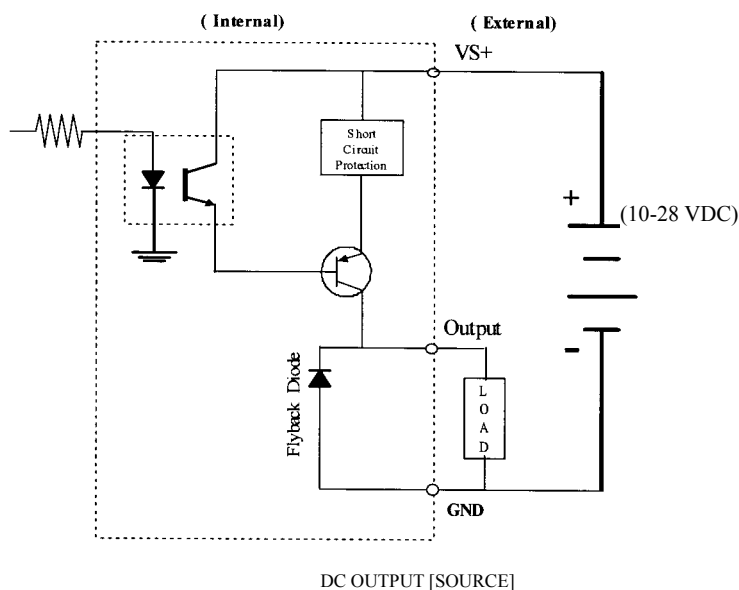 ( Internal) ( External)
VS+
Short
Circuit
Protection
+
(10-28 VDC)
Output
-
Flyback Diode
L
O
A
D
GND
DC OUTPUT [SOURCE]